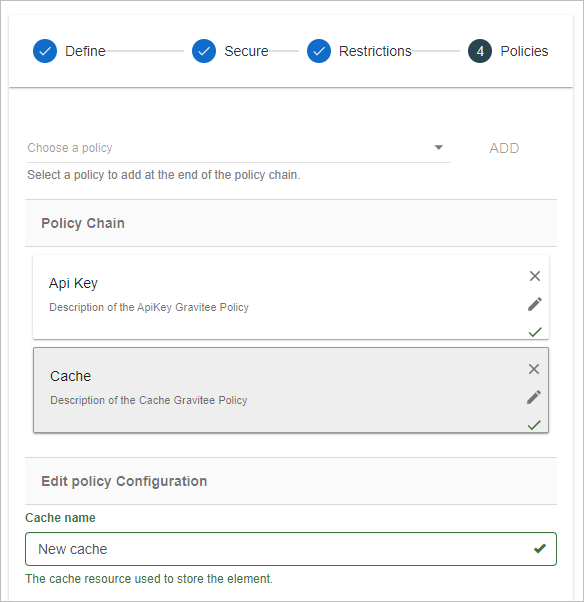 Define Secure Restrictions 4 Policies
Choose a policy ADD
Select a policy to add at the end of the policy chain.
Policy Chain
Api Key
Description of the ApiKey Gravitee Policy
Cache
Description of the Cache Gravitee Policy
Edit policy Configuration
Cache name
New cache
The cache resource used to store the element.